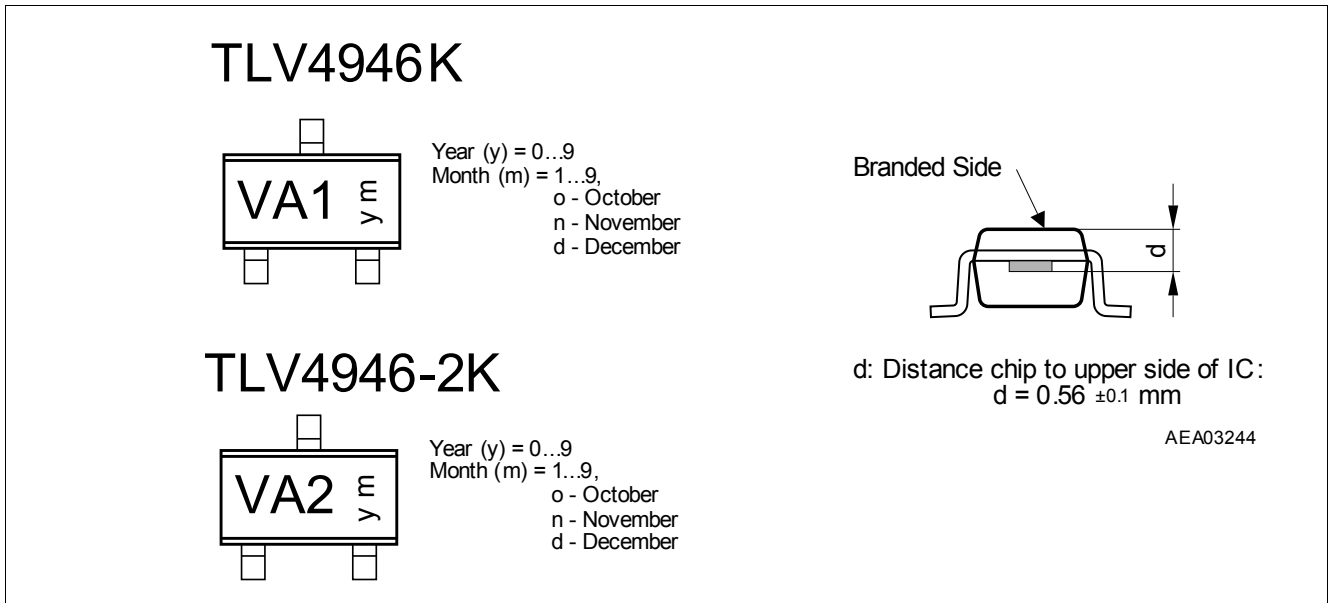 TLV4946K
VA1
y m
Year (y) = 0...9
Month (m) = 1...9,
o - October
n - November
d - December
TLV4946-2K
VA2
y m
Year (y) = 0...9
Month (m) = 1...9,
o - October
n - November
d - December
Branded Side
d
d: Distance chip to upper side of IC:
d = 0.56 ±0.1 mm
AEA03244